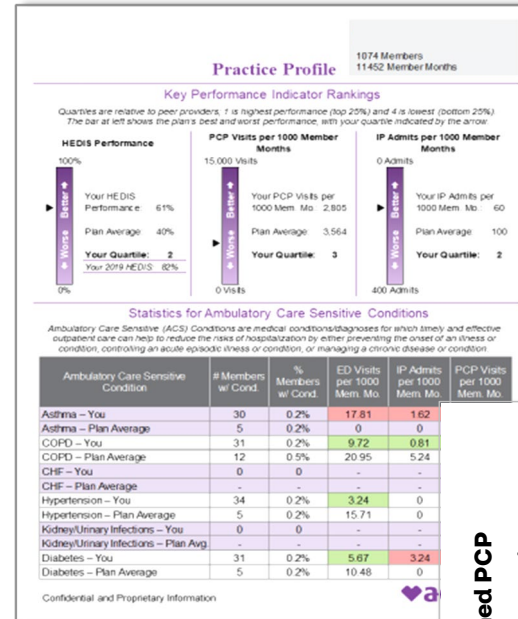 1074 Members
11452 Member Months
Practice Profile
Key Performance Indicator Rankings
Quartiles are relative to peer providers, 1 is highest performance (top 25%) and 4 is lowest (bottom 25%).
The bar at left shows the plan's best and worst performance, with your quartile indicated by the arrow.
HEDIS Performance
100%
Worse Better
Your HEDIS
Performance: 61%
Plan Average: 40%
Your Quartile: 2
Your 2019 HEDIS: 82%
0%
PCP Visits per 1000 Member
Months
15.000 Visits
Worse Better
Your PCP Visits per
1000 Mem. Mo.: 2,805
Plan Average: 3,564
Your Quartile: 3
0 Visits
IP Admits per 1000 Member
Months
0 Admits
Worse Better
Your IP Admits per
1000 Mem. Mo.: 60
Plan Average: 100
Your Quartile: 2
400 Admits
Statistics for Ambulatory Care Sensitive Conditions
Ambulatory Care Sensitive (ACS) Conditions are medical conditions/diagnoses for which timely and effective
outpatient care can help to reduce the risks of hospitalization by either preventing the onset of an illness or
condition, controlling an acute episodic illness or condition, or managing a chronic disease or condition.
Ambulatory Care Sensitive Condition # Members w/ Cond. % Members w/ Cond. ED Visits per 1000 Mem. Mo. IP Admits per 1000 Mem. Mo. PCP Visits per 1000 Mem. Mo.
Asthma – You 30 0.2% 17.81 1.62
Asthma – Plan Average 5 0.2% 0 0
COPD – You 31 0.2% 9.72 0.81
COPD – Plan Average 12 0.5% 20.95 5.24
CHF – You 0 0 - -
CHF – Plan Average - - - -
Hypertension – You 34 0.2% 3.24 0
Hypertension – Plan Average 5 0.2% 15.71 0
Kidney/Urinary Infections – You 0 0 - -
Kidney/Urinary Infections – Plan Avg. - - - -
Diabetes – You 31 0.2% 5.67 3.24
Diabetes – Plan Average 5 0.2% 10.48 0
Confidential and Proprietary Information
PCP